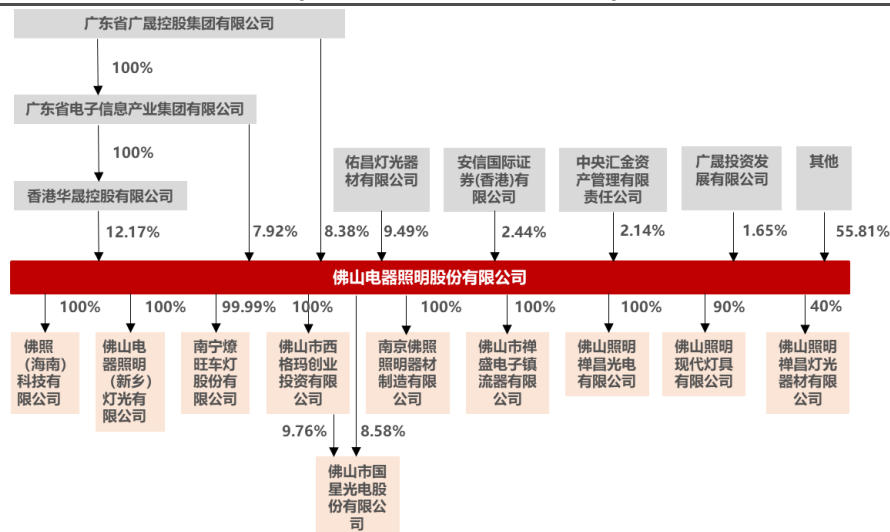 广东省广晟控股集团有限公司
100%
广东省电子信息产业集团有限公司
100%
香港华晟控股有限公司
佑昌灯光器
材有限公司
安信国际证
券(香港)有
限公司
中央汇金资
产管理有限
责任公司
广晟投资发
展有限公司
其他
12.17%
7.92%
8.38%
9.49%
2.44%
2.14%
1.65%
55.81%
佛山电器照明股份有限公司
100%
100%
99.99%
100%
100%
100%
100%
90%
40%
佛照
（海南）
科技有
限公司
佛山电
器照明
（新乡）
灯光有
限公司
南宁燎
旺车灯
股份有
限公司
佛山市西
格玛创业
投资有限
公司
南京佛照
照明器材
制造有限
公司
佛山市禅
盛电子镇
流器有限
公司
佛山照明
禅昌光电
有限公司
佛山照明
现代灯具
有限公司
佛山照明
禅昌灯光
器材有限
公司
9.76%
8.58%
佛山市国
星光电股
份有限公
司